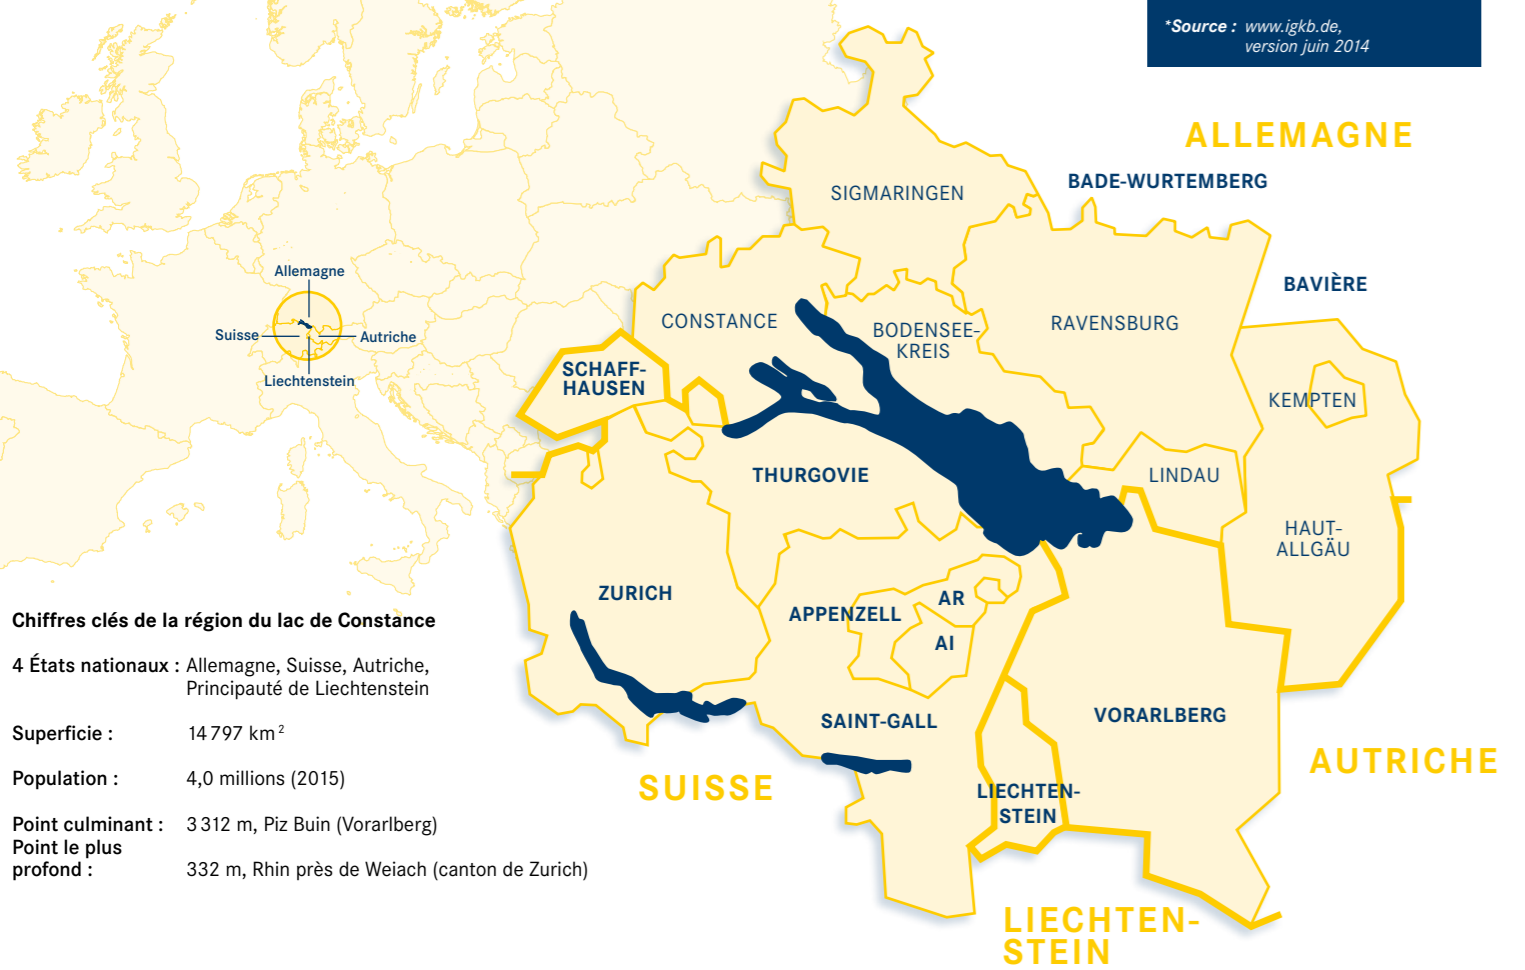 *Source : www.igkb.de,
version juin 2014
ALLEMAGNE
BADE-WURTEMBERG
SIGMARINGEN
BAVIÈRE
Allemagne
Suisse
Autriche
Liechtenstein
CONSTANCE
BODENSEE-
KREIS
RAVENSBURG
SCHAFF-
HAUSEN
KEMPTEN
THURGOVIE
LINDAU
HAUT-
ALLGÄU
ZURICH
APPENZELL
AR
AI
SAINT-GALL
VORARLBERG
LIECHTEN-
STEIN
SUISSE
AUTRICHE
LIECHTEN-
STEIN
Chiffres clés de la région du lac de Constance
4 États nationaux : Allemagne, Suisse, Autriche,
Principauté de Liechtenstein
Superficie : 14 797 km²
Population : 4,0 millions (2015)
Point culminant : 3 312 m, Piz Buin (Vorarlberg)
Point le plus
profond : 332 m, Rhin près de Weiach (canton de Zurich)